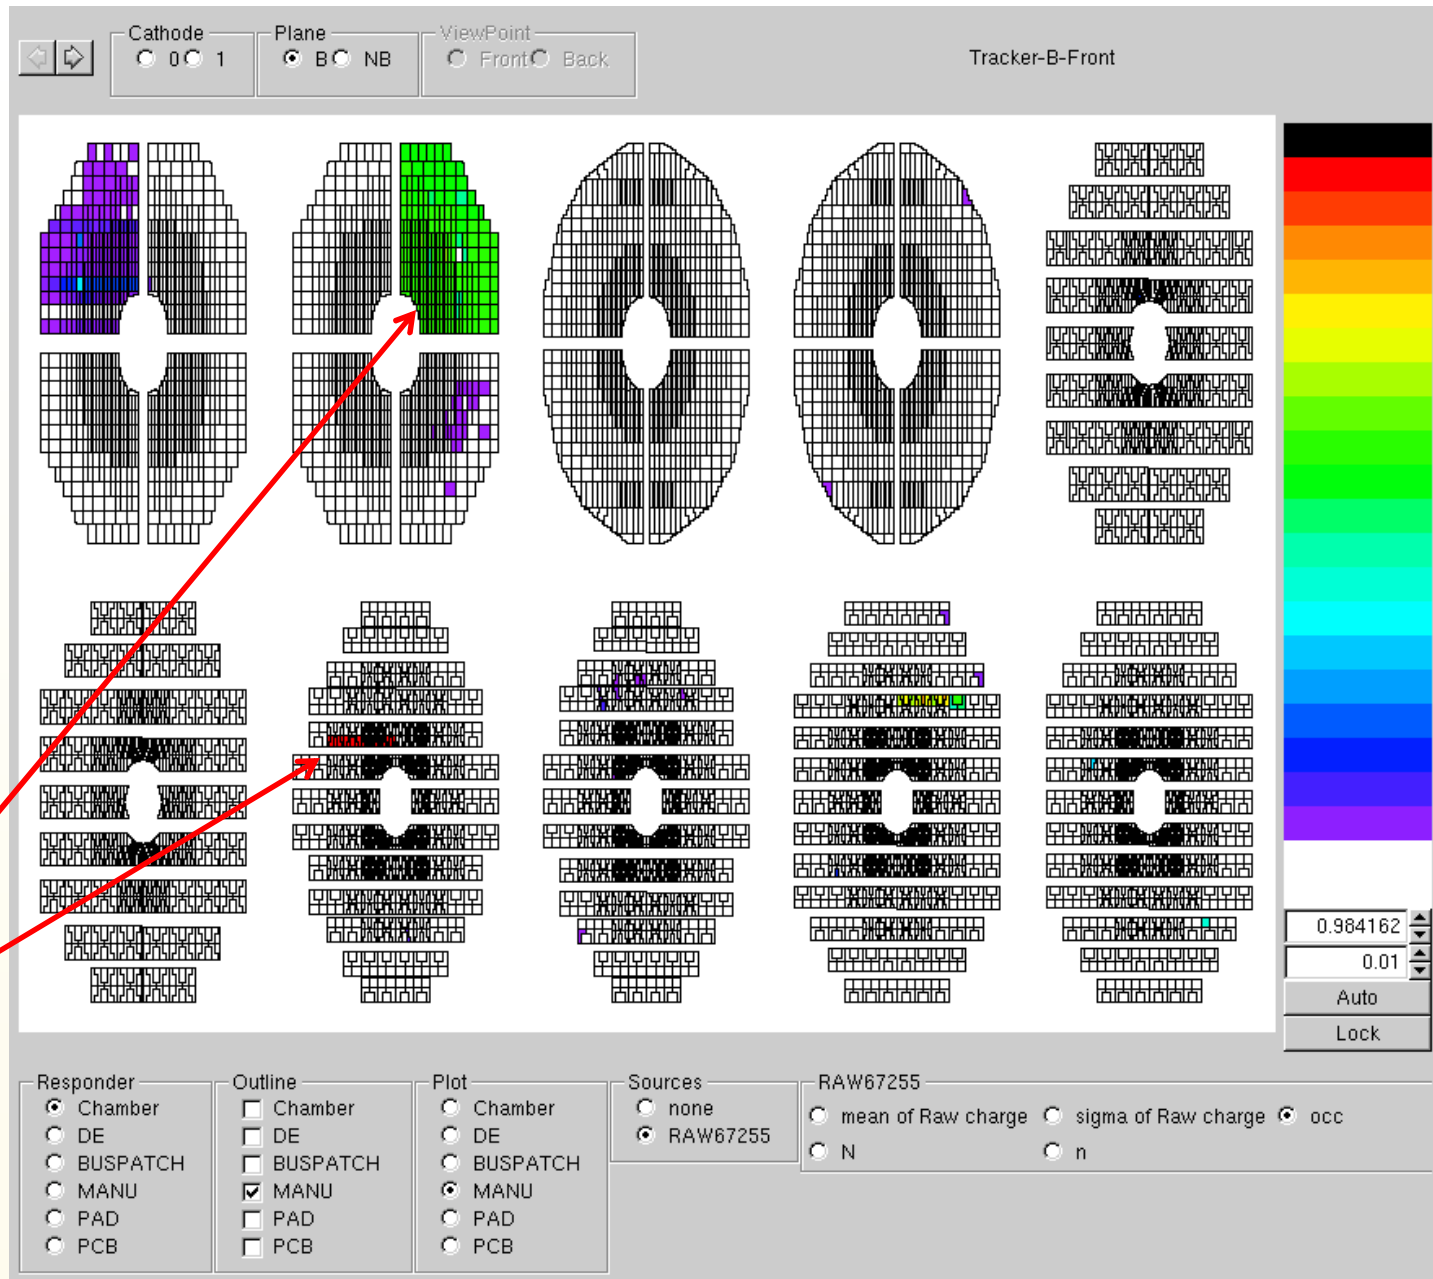 Cathode
0 1
Plane
B NB
ViewPoint
Front Back
Tracker-B-Front
0.984162
0.01
Auto
Lock
Responder
Chamber
DE
BUSPATCH
MANU
PAD
PCB
Outline
Chamber
DE
BUSPATCH
MANU
PAD
PCB
Plot
Chamber
DE
BUSPATCH
MANU
PAD
PCB
Sources
none
RAW67255
RAW67255
mean of Raw charge sigma of Raw charge occ
N n